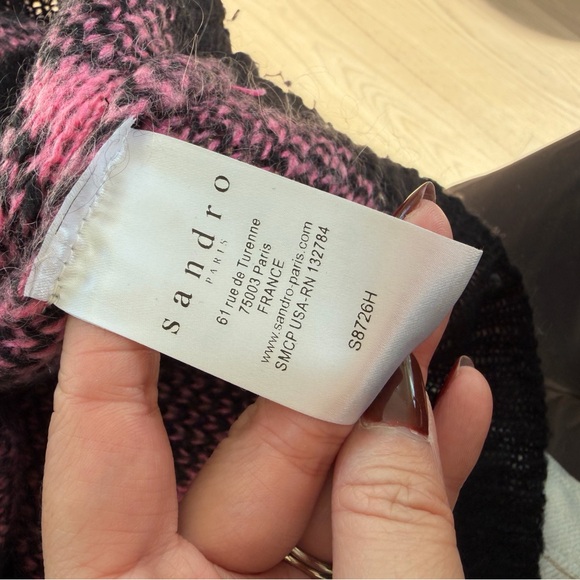 sandro
PARIS
61 rue de Turenne
75003 Paris
FRANCE
www.sandro-paris.com
SMCP USA-RN 132784
S8726H